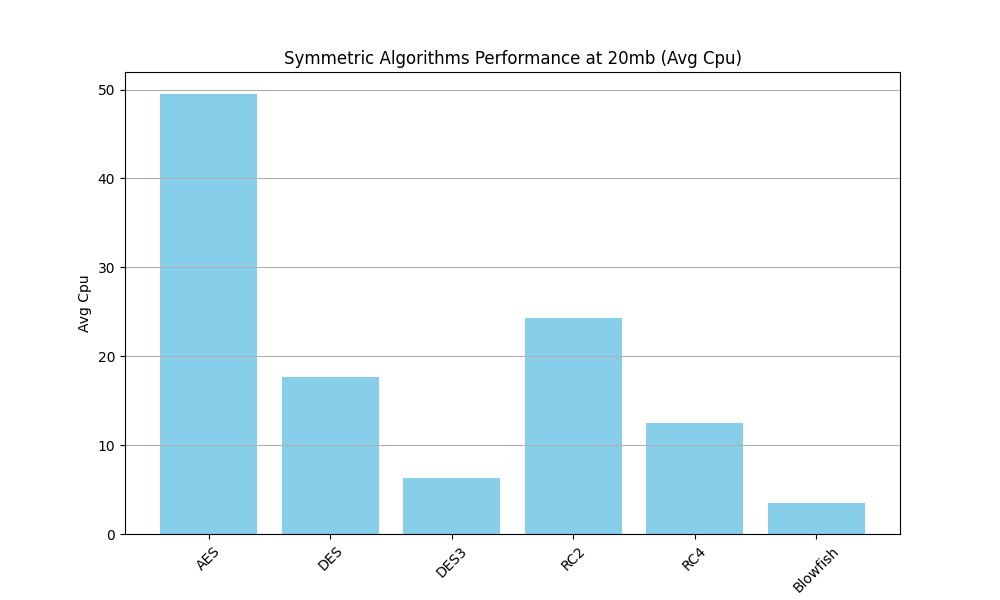 Symmetric Algorithms Performance at 20mb (Avg Cpu)
Avg Cpu
50
40
30
20
10
0
AES
DES
DES3
RC2
RC4
Blowfish